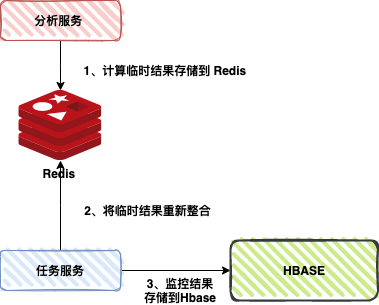 分析服务
1、计算临时结果存储到 Redis
Redis
2、将临时结果重新整合
任务服务
HBASE
3、监控结果
存储到Hbase